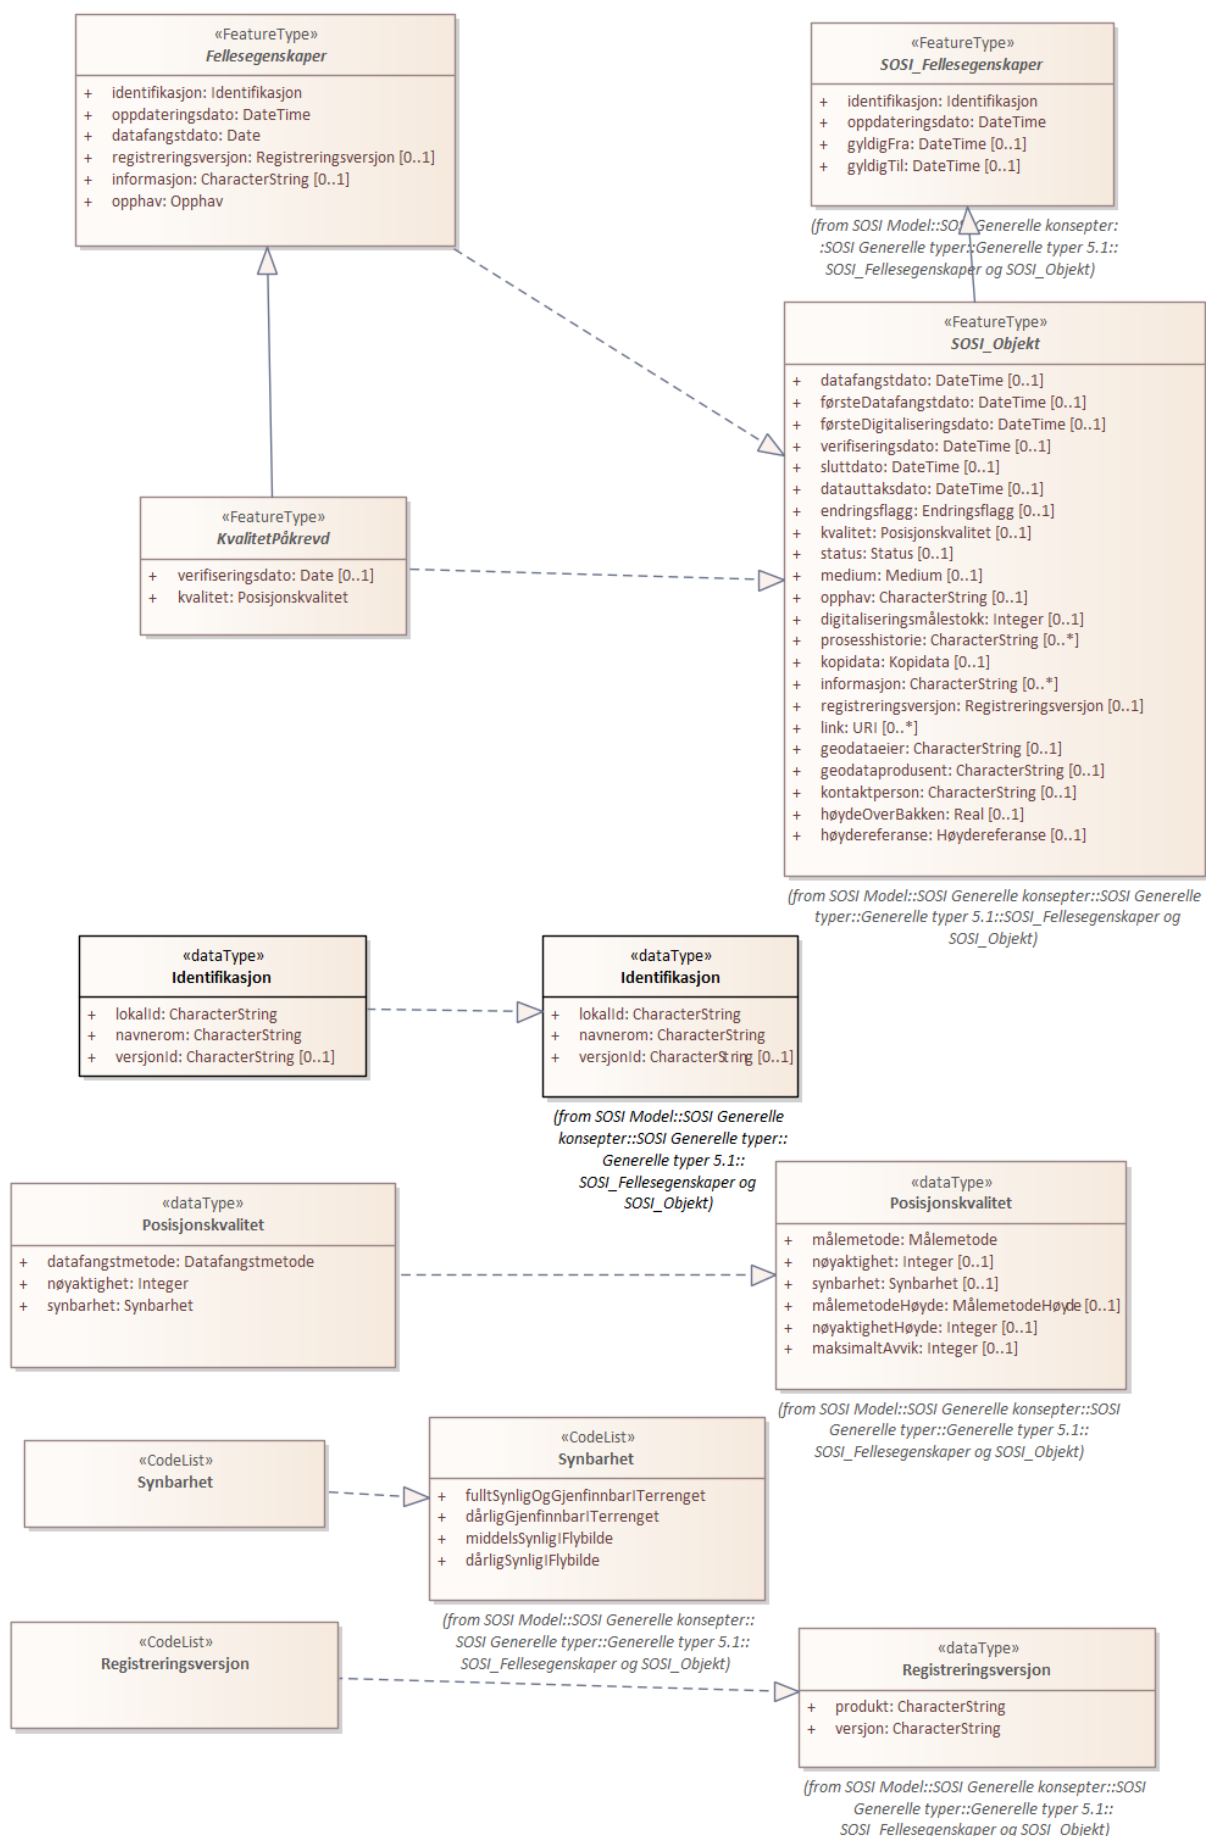 «FeatureType»
Fellesegenskaper
+ identifikasjon: Identifikasjon
+ oppdateringsdato: DateTime
+ datafangstdato: Date
+ registreringsversjon: Registreringsversjon [0..1]
+ informasjon: CharacterString [0..1]
+ opphav: Opphav
«FeatureType»
SOSI_Fellesegenskaper
+ identifikasjon: Identifikasjon
+ oppdateringsdato: DateTime
+ gyldigFra: DateTime [0..1]
+ gyldigTil: DateTime [0..1]
(from SOSI Model::SOSI Generelle konsepter:
:SOSI Generelle typer::Generelle typer 5.1::
SOSI_Fellesegenskaper og SOSI_Objekt)
«FeatureType»
SOSI_Objekt
+ datafangstdato: DateTime [0..1]
+ førsteDatafangstdato: DateTime [0..1]
+ førsteDigitaliseringsdato: DateTime [0..1]
+ verifiseringsdato: DateTime [0..1]
+ sluttdato: DateTime [0..1]
+ datauttaksdato: DateTime [0..1]
+ endringsflagg: Endringsflagg [0..1]
+ kvalitet: Posisjonskvalitet [0..1]
+ status: Status [0..1]
+ medium: Medium [0..1]
+ opphav: CharacterString [0..1]
+ digitaliseringsmålestokk: Integer [0..1]
+ prosesshistorie: CharacterString [0..*]
+ kopidata: Kopidata [0..1]
+ informasjon: CharacterString [0..*]
+ registreringsversjon: Registreringsversjon [0..1]
+ link: URI [0..*]
+ geodataeier: CharacterString [0..1]
+ geodataprodusent: CharacterString [0..1]
+ kontaktperson: CharacterString [0..1]
+ høydeOverBakken: Real [0..1]
+ høydereferanse: Høydereferanse [0..1]
(from SOSI Model::SOSI Generelle konsepter::SOSI Generelle
typer::Generelle typer 5.1::SOSI_Fellesegenskaper og
SOSI_Objekt)
«FeatureType»
KvalitetPåkrevd
+ verifiseringsdato: Date [0..1]
+ kvalitet: Posisjonskvalitet
«dataType»
Identifikasjon
+ lokalId: CharacterString
+ navnerom: CharacterString
+ versjonId: CharacterString [0..1]
«dataType»
Identifikasjon
+ lokalId: CharacterString
+ navnerom: CharacterString
+ versjonId: CharacterString [0..1]
(from SOSI Model::SOSI Generelle
konsepter::SOSI Generelle typer::
Generelle typer 5.1::
SOSI_Fellesegenskaper og
SOSI_Objekt)
«dataType»
Posisjonskvalitet
+ datafangstmetode: Datafangstmetode
+ nøyaktighet: Integer
+ synbarhet: Synbarhet
«dataType»
Posisjonskvalitet
+ målemetode: Målemetode
+ nøyaktighet: Integer [0..1]
+ synbarhet: Synbarhet [0..1]
+ målemetodeHøyde: MålemetodeHøyde [0..1]
+ nøyaktighetHøyde: Integer [0..1]
+ maksimaltAvvik: Integer [0..1]
(from SOSI Model::SOSI Generelle konsepter::SOSI
Generelle typer::Generelle typer 5.1::
SOSI_Fellesegenskaper og SOSI_Objekt)
«CodeList»
Synbarhet
«CodeList»
Synbarhet
+ fulltSynligOgGjenfinnbarITerrenget
+ dårligGjenfinnbarITerrenget
+ middelsSynligIFlybilde
+ dårligSynligIFlybilde
(from SOSI Model::SOSI Generelle konsepter::
SOSI Generelle typer::Generelle typer 5.1::
SOSI_Fellesegenskaper og SOSI_Objekt)
«CodeList»
Registreringsversjon
«dataType»
Registreringsversjon
+ produkt: CharacterString
+ versjon: CharacterString
(from SOSI Model::SOSI Generelle konsepter::SOSI
Generelle typer::Generelle typer 5.1::
SOSI_Fellesegenskaper og SOSI_Objekt)